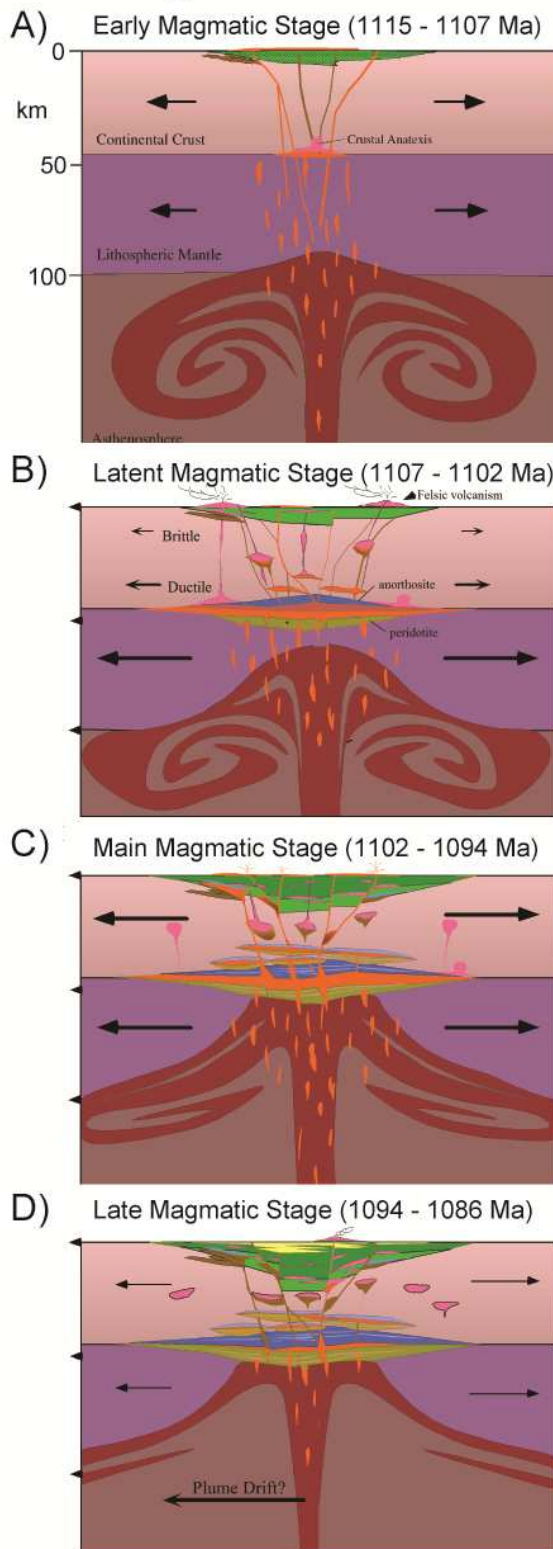 A) Early Magmatic Stage (1115 - 1107 Ma)
0
km
Continental Crust
Crustal Anatexis
50
Lithospheric Mantle
100
Asthenosphere
B) Latent Magmatic Stage (1107 - 1102 Ma)
Felsic volcanism
Brittle
Ductile
anorthosite
peridotite
C) Main Magmatic Stage (1102 - 1094 Ma)
D) Late Magmatic Stage (1094 - 1086 Ma)
Plume Drift?